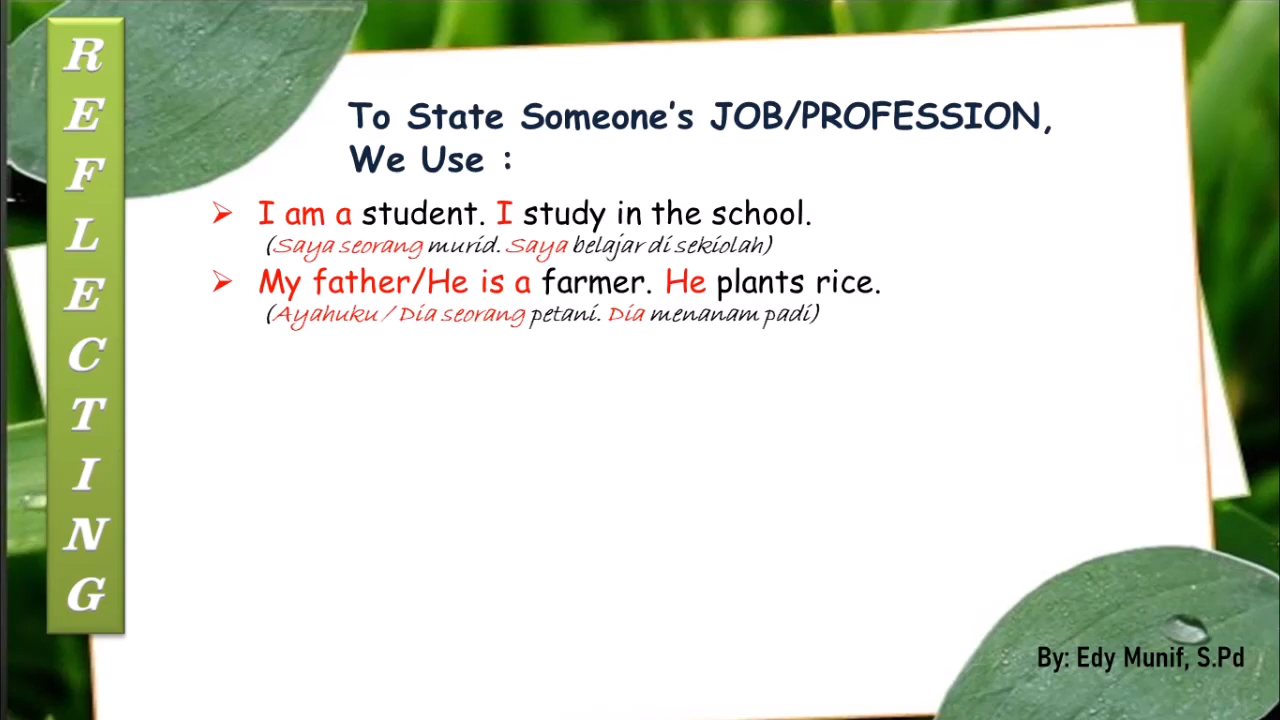 REFLECTING
To State Someone's JOB/PROFESSION,
We Use :
➢ I am a student. I study in the school.
(Saya seorang murid. Saya belajar di sekiolah)
➢ My father/He is a farmer. He plants rice.
(Ayahuku / Dia seorang petani. Dia menanam padi)
By: Edy Munif, S.Pd